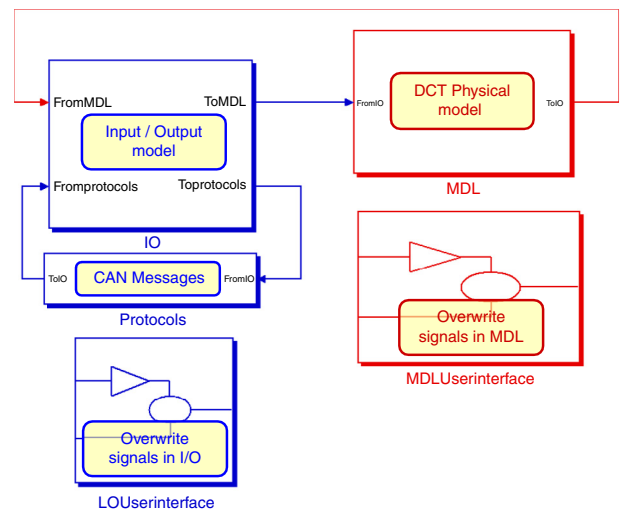 FromMDL
ToMDL
Input / Output
model
Fromprotocols
Toprotocols
IO
FromIO
DCT Physical
model
ToIO
MDL
ToIO
CAN Messages
FromIO
Protocols
Overwrite
signals in MDL
MDLUserinterface
Overwrite
signals in I/O
LOUserinterface